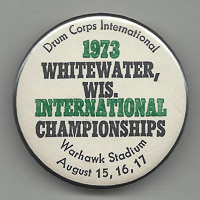 Drum Corps International
1973
WHITEWATER,
WIS.
INTERNATIONAL
CHAMPIONSHIPS
Warhawk Stadium
August 15, 16, 17